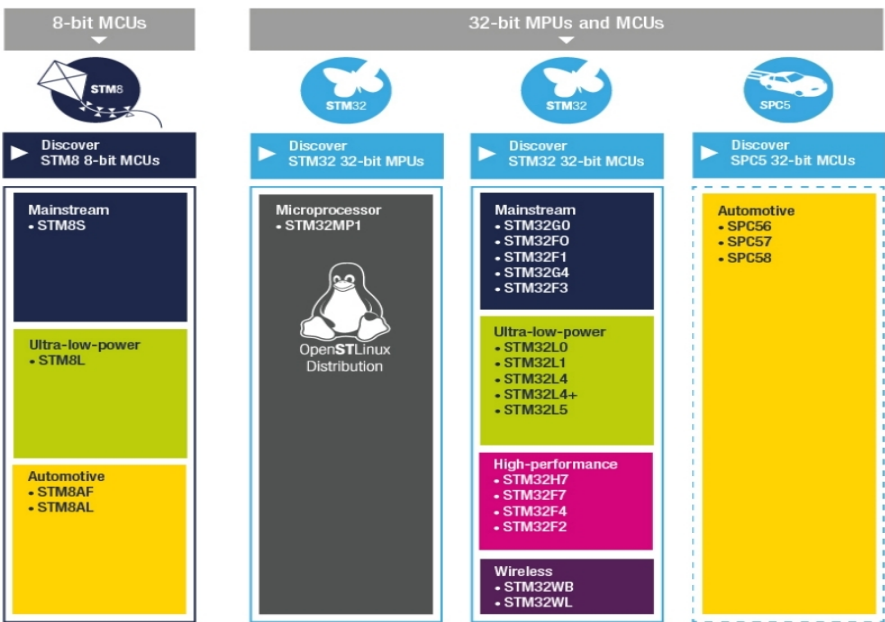 8-bit MCUs
32-bit MPUs and MCUs
STM8
STM32
STM32
SPC5
Discover
STM8 8-bit MCUs
Discover
STM32 32-bit MPUs
Discover
STM32 32-bit MCUs
Discover
SPC5 32-bit MCUs
Mainstream
• STM8S
Ultra-low-power
• STM8L
Automotive
• STM8AF
• STM8AL
Microprocessor
• STM32MP1
OpenSTLinux
Distribution
Mainstream
• STM32G0
• STM32F0
• STM32F1
• STM32G4
• STM32F3
Ultra-low-power
• STM32L0
• STM32L1
• STM32L4
• STM32L4+
• STM32L5
High-performance
• STM32H7
• STM32F7
• STM32F4
• STM32F2
Wireless
• STM32WB
• STM32WL
Automotive
• SPC56
• SPC57
• SPC58